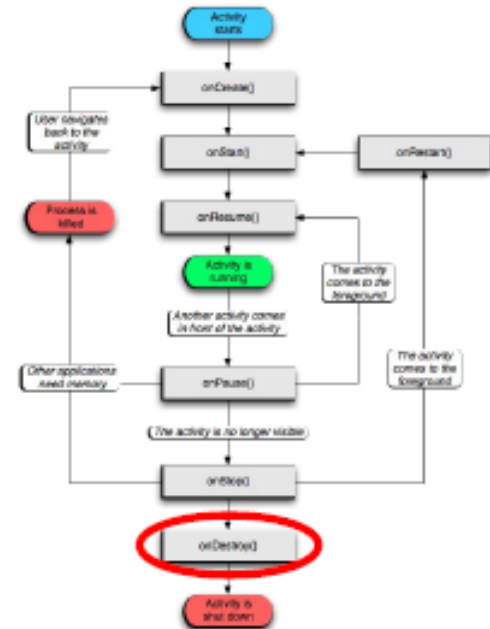 Activity
starts
onCreate()
User navigates
back to the
activity
onStart()
onRestart()
Process is
killed
onResume()
Activity is
running
The activity
comes to the
foreground
Another activity comes
in front of the activity
The activity
comes to the
foreground
Other applications
need memory
onPause()
The activity is no longer visible
onStop()
onDestroy()
Activity is
shut down